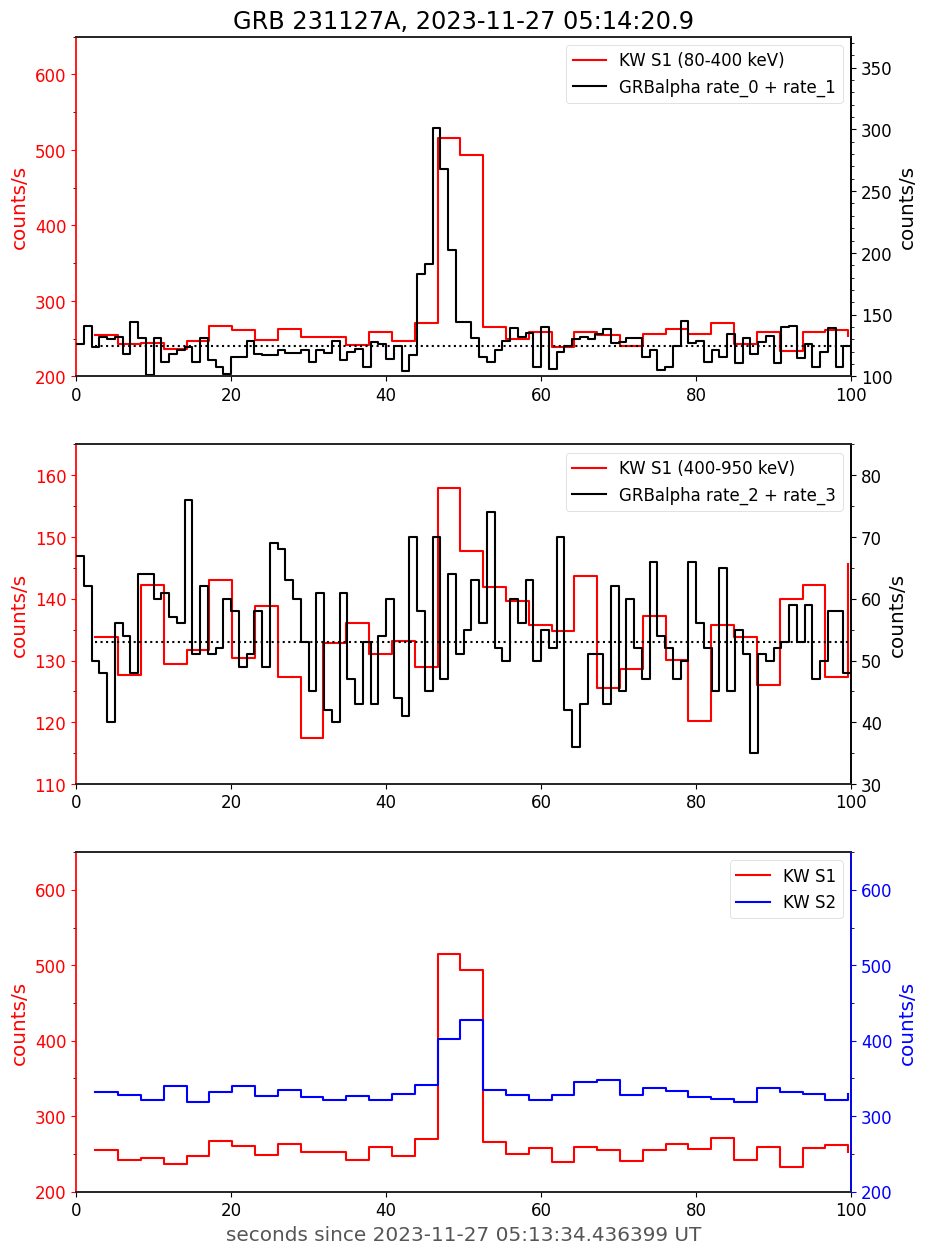 GRB 231127A, 2023-11-27 05:14:20.9
KW S1 (80-400 keV)
GRBalpha rate_0 + rate_1
counts/s
counts/s
600
500
400
300
200
350
300
250
200
150
100
0 20 40 60 80 100
KW S1 (400-950 keV)
GRBalpha rate_2 + rate_3
counts/s
counts/s
160
150
140
130
120
110
80
70
60
50
40
30
0 20 40 60 80 100
KW S1
KW S2
counts/s
counts/s
600
500
400
300
200
600
500
400
300
200
0 20 40 60 80 100
seconds since 2023-11-27 05:13:34.436399 UT